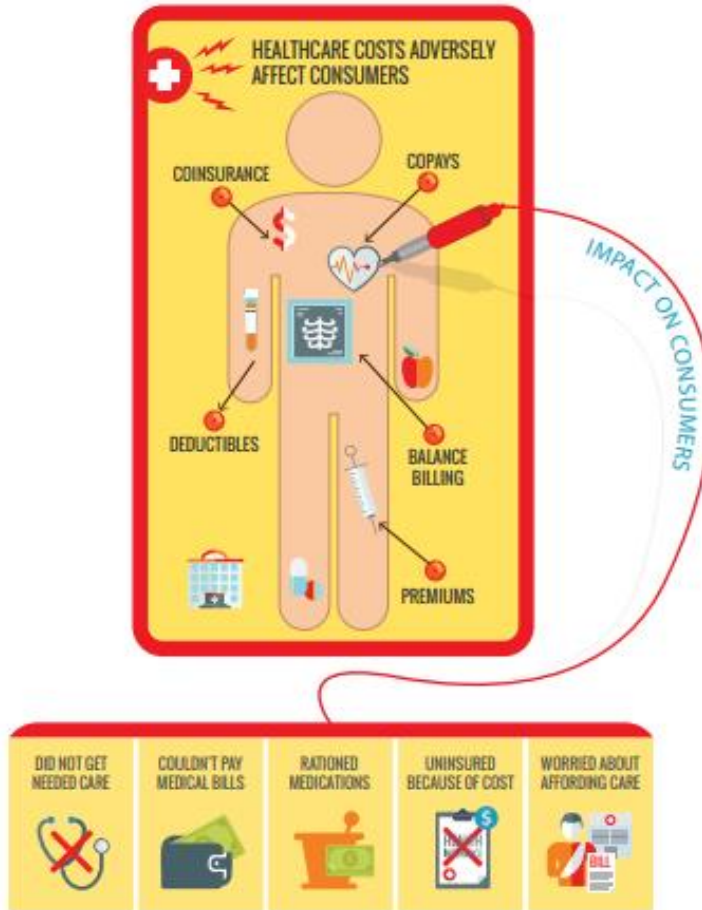 HEALTHCARE COSTS ADVERSELY
AFFECT CONSUMERS
COINSURANCE
COPAYS
IMPACT ON CONSUMERS
DEDUCTIBLES
BALANCE
BILLING
PREMIUMS
DID NOT GET
NEEDED CARE
COULDN'T PAY
MEDICAL BILLS
RATIONED
MEDICATIONS
UNINSURED
BECAUSE OF COST
$
WORRIED ABOUT
AFFORDING CARE
BILL